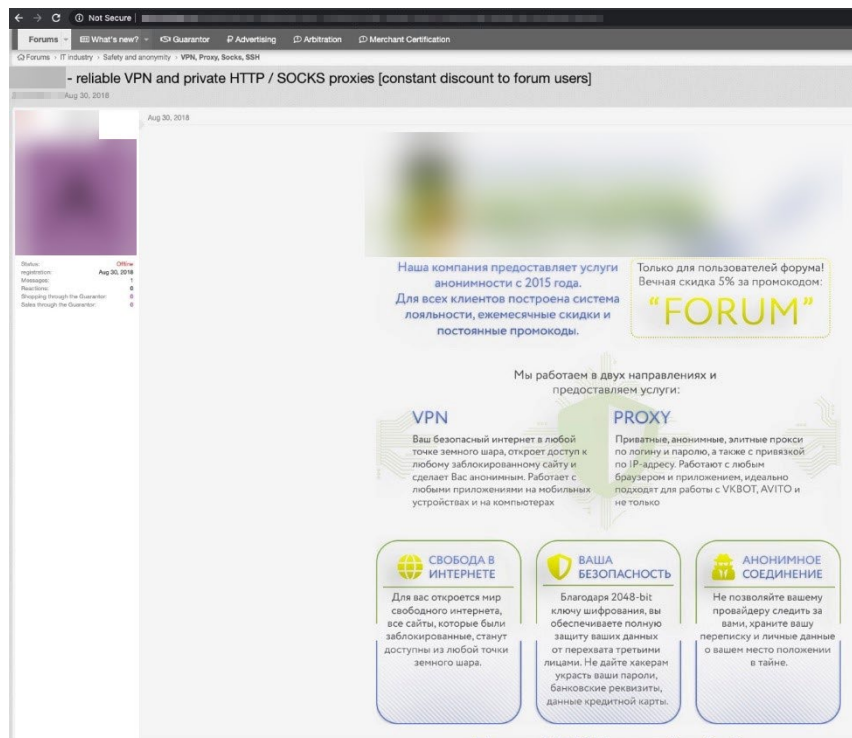 Not Secure
Forums What's new? Guarantor Advertising Arbitration Merchant Certification
Forums › IT industry › Safety and anonymity › VPN, Proxy, Socks, SSH
- reliable VPN and private HTTP / SOCKS proxies [constant discount to forum users]
Aug 30, 2018
Aug 30, 2018
Status: Offline
registration: Aug 30, 2018
Messages: 1
Reactions: 0
Shopping through the Guarantor: 0
Sales through the Guarantor: 0
Наша компания предоставляет услуги
анонимности с 2015 года.
Для всех клиентов построена система
лояльности, ежемесячные скидки и
постоянные промокоды.
Только для пользователей форума!
Вечная скидка 5% за промокодом:
“FORUM”
Мы работаем в двух направлениях и
предоставляем услуги:
VPN
Ваш безопасный интернет в любой
точке земного шара, откроет доступ к
любому заблокированному сайту и
сделает Вас анонимным. Работает с
любыми приложениями на мобильных
устройствах и на компьютерах
PROXY
Приватные, анонимные, элитные прокси
по логину и паролю, а также с привязкой
по IP-адресу. Работают с любым
браузером и приложением, идеально
подходят для работы с VKBOT, AVITO и
не только
СВОБОДА В
ИНТЕРНЕТЕ
Для вас откроется мир
свободного интернета,
все сайты, которые были
заблокированные, станут
доступны из любой точки
земного шара.
ВАША
БЕЗОПАСНОСТЬ
Благодаря 2048-bit
ключу шифрования, вы
обеспечиваете полную
защиту ваших данных
от перехвата третьими
лицами. Не дайте хакерам
украсть ваши пароли,
банковские реквизиты,
данные кредитной карты.
АНОНИМНОЕ
СОЕДИНЕНИЕ
Не позволяйте вашему
провайдеру следить за
вами, храните вашу
переписку и личные данные
о вашем место положении
в тайне.